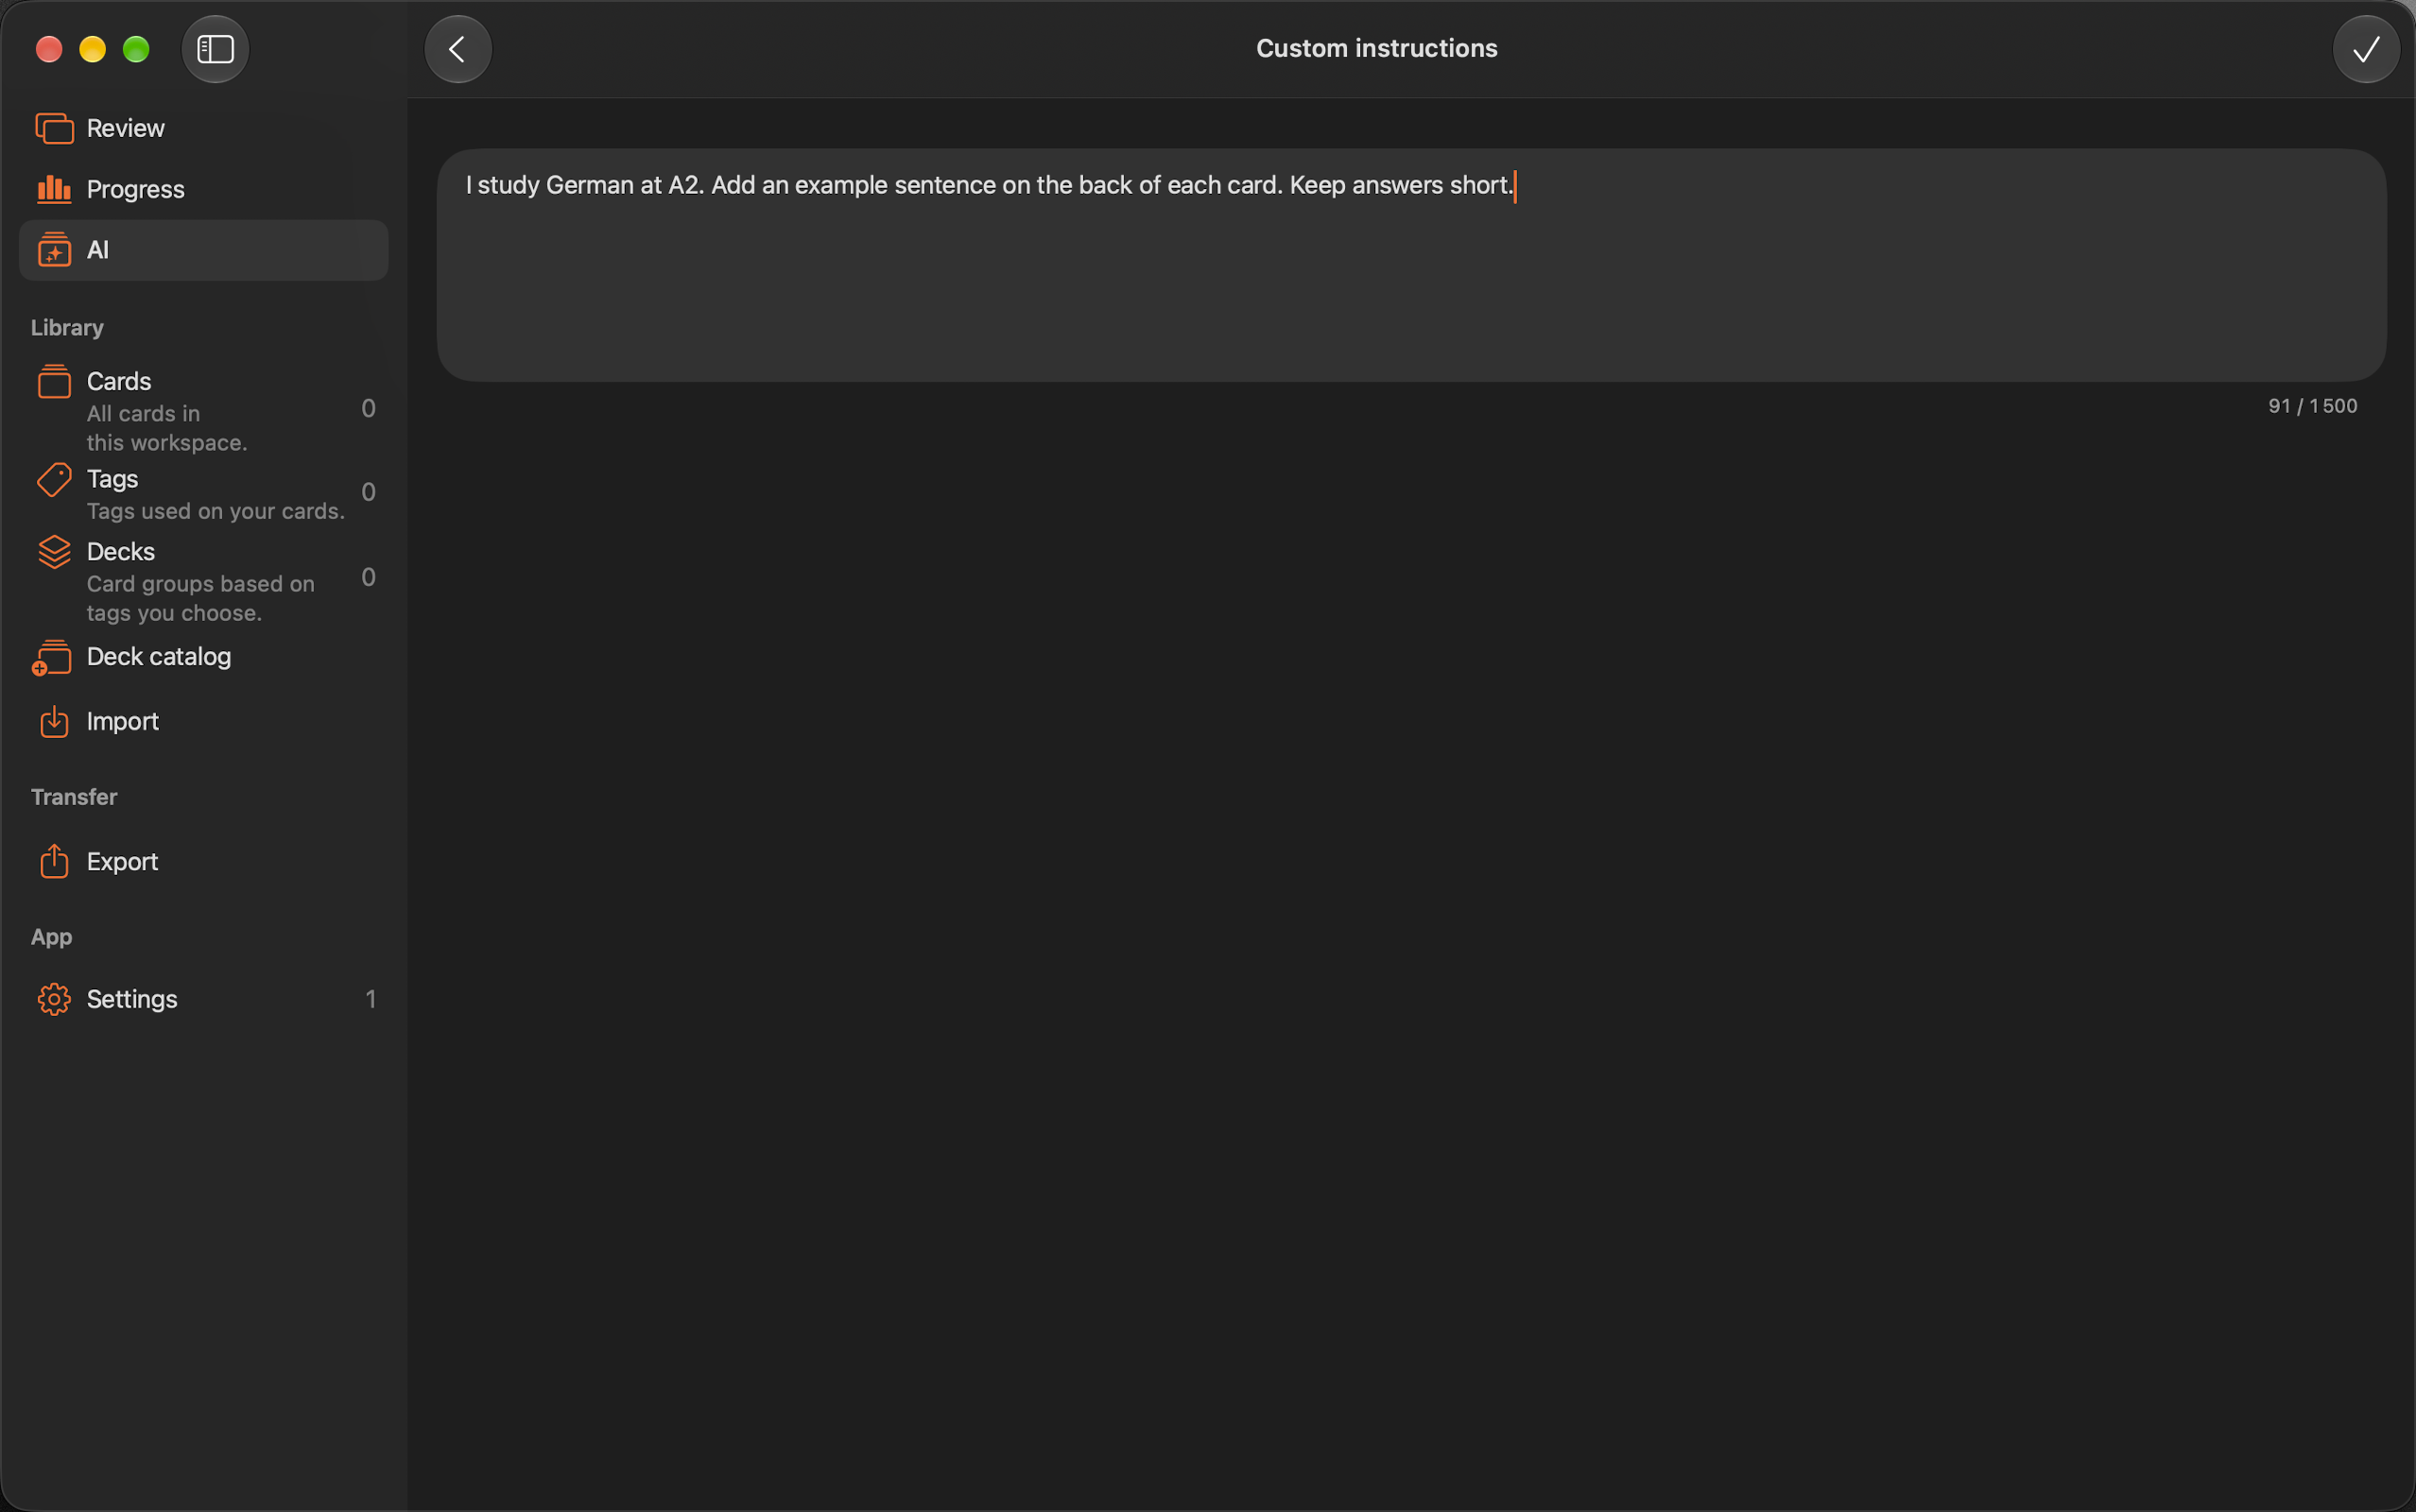 Custom instructions
Review
Progress
AI
Library
Cards
All cards in
this workspace.
0
Tags
Tags used on your cards.
0
Decks
Card groups based on
tags you choose.
0
Deck catalog
Import
Transfer
Export
App
Settings
1
I study German at A2. Add an example sentence on the back of each card. Keep answers short.
91 / 1 500